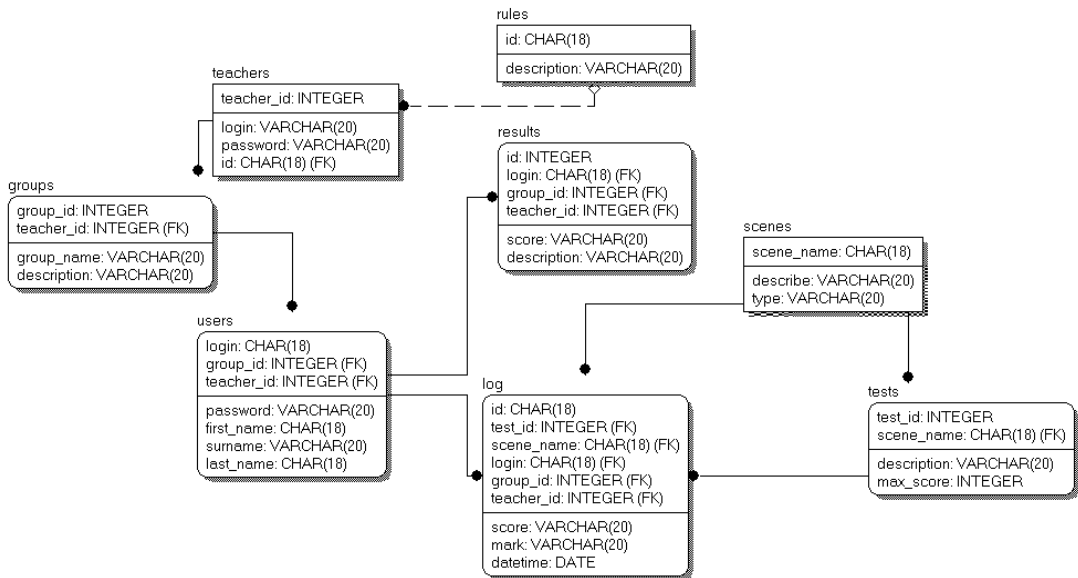 rules
id: CHAR(18)
description: VARCHAR(20)
teachers
teacher_id: INTEGER
login: VARCHAR(20)
password: VARCHAR(20)
id: CHAR(18) (FK)
results
id: INTEGER
login: CHAR(18) (FK)
group_id: INTEGER (FK)
teacher_id: INTEGER (FK)
score: VARCHAR(20)
description: VARCHAR(20)
groups
group_id: INTEGER
teacher_id: INTEGER (FK)
group_name: VARCHAR(20)
description: VARCHAR(20)
scenes
scene_name: CHAR(18)
describe: VARCHAR(20)
type: VARCHAR(20)
users
login: CHAR(18)
group_id: INTEGER (FK)
teacher_id: INTEGER (FK)
password: VARCHAR(20)
first_name: CHAR(18)
surname: VARCHAR(20)
last_name: CHAR(18)
log
id: CHAR(18)
test_id: INTEGER (FK)
scene_name: CHAR(18) (FK)
login: CHAR(18) (FK)
group_id: INTEGER (FK)
teacher_id: INTEGER (FK)
score: VARCHAR(20)
mark: VARCHAR(20)
datetime: DATE
tests
test_id: INTEGER
scene_name: CHAR(18) (FK)
description: VARCHAR(20)
max_score: INTEGER